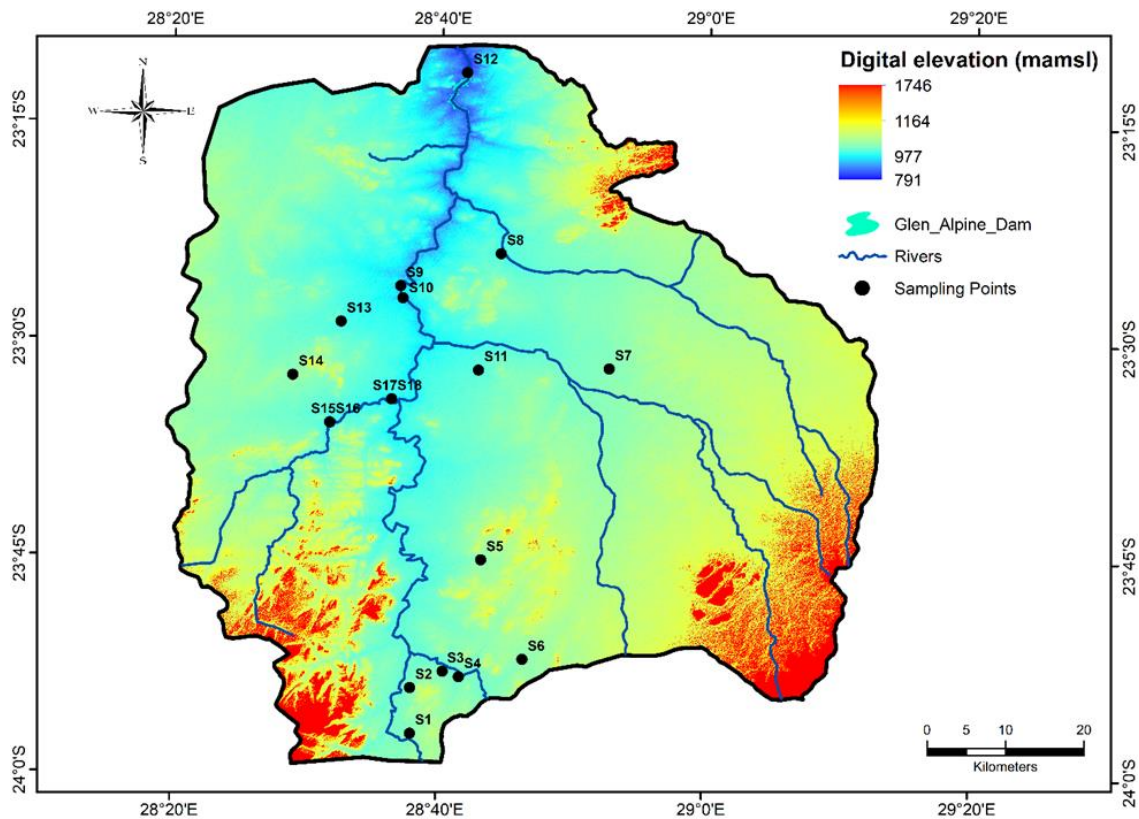 28°20'E 28°40'E 29°0'E 29°20'E
Digital elevation (mamsl)
1746
1164
977
791
Glen_Alpine_Dam
Rivers
Sampling Points
N
W E
S
23°15'S 23°15'S
S12
S8
S9
S10
S13
23°30'S 23°30'S
S11
S7
S14
S17S18
S15S16
23°45'S 23°45'S
S5
S6
S3
S4
S2
S1
0 5 10 20
Kilometers
24°0'S 24°0'S
28°20'E 28°40'E 29°0'E 29°20'E